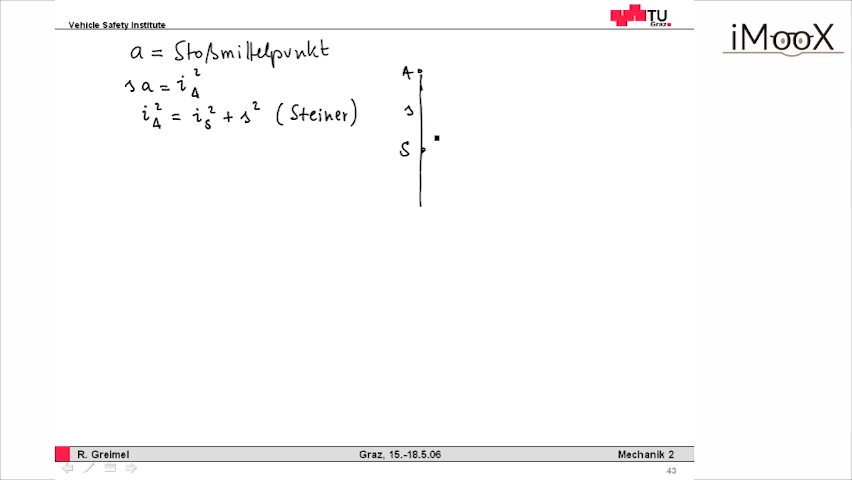 Vehicle Safety Institute
TU
Graz
iMooX
a = Stoßmittelpunkt
s a = i_A^2
i_A^2 = i_S^2 + s^2 (Steiner)
A
s
S
R. Greimel Graz, 15.-18.5.06 Mechanik 2
43